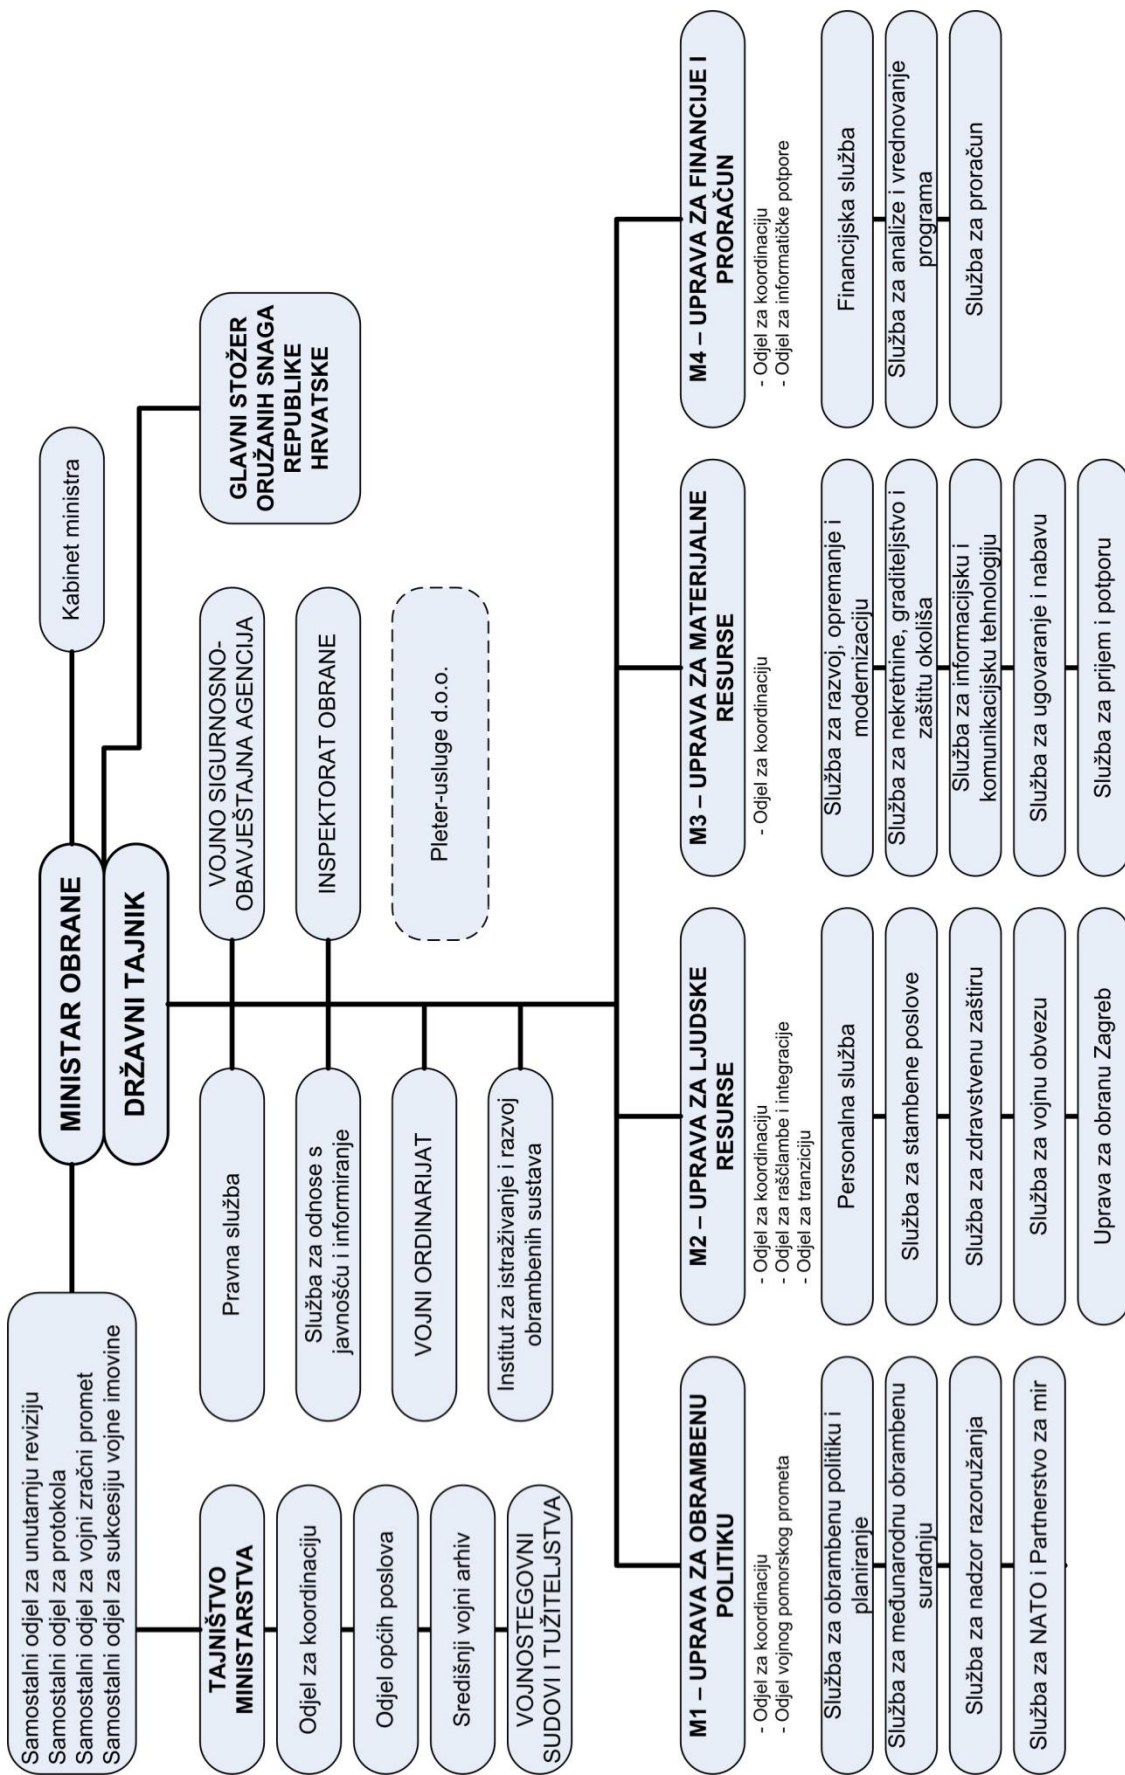 MINISTAR OBRANE
DRŽAVNI TAJNIK
Kabinet ministra
Samostalni odjel za unutarnju reviziju
Samostalni odjel za protokola
Samostalni odjel za vojni zračni promet
Samostalni odjel za sukcesiju vojne imovine
GLAVNI STOŽER
ORUŽANIH SNAGA
REPUBLIKE
HRVATSKE
TAJNIŠTVO
MINISTARSTVA
Odjel za koordinaciju
Odjel općih poslova
Središnji vojni arhiv
VOJNOSTEGOVNI
SUDOVI I TUŽITELJSTVA
Pravna služba
Služba za odnose s
javnošću i informiranje
VOJNI ORDINARIJAT
Institut za istraživanje i razvoj
obrambenih sustava
VOJNO SIGURNOSNO-
OBAVJEŠTAJNA AGENCIJA
INSPEKTORAT OBRANE
Pleter-usluge d.o.o.
M1 – UPRAVA ZA OBRAMBENU
POLITIKU
- Odjel za koordinaciju
- Odjel vojnog pomorskog prometa
Služba za obrambenu politiku i
planiranje
Služba za međunarodnu obrambenu
suradnju
Služba za nadzor razoružanja
Služba za NATO i Partnerstvo za mir
M2 – UPRAVA ZA LJUDSKE
RESURSE
- Odjel za koordinaciju
- Odjel za raščlambe i integracije
- Odjel za tranziciju
Personalna služba
Služba za stambene poslove
Služba za zdravstvenu zaštiru
Služba za vojnu obvezu
Uprava za obranu Zagreb
M3 – UPRAVA ZA MATERIJALNE
RESURSE
- Odjel za koordinaciju
Služba za razvoj, opremanje i
modernizaciju
Služba za nekretnine, graditeljstvo i
zaštitu okoliša
Služba za informacijsku i
komunikacijsku tehnologiju
Služba za ugovaranje i nabavu
Služba za prijem i potporu
M4 – UPRAVA ZA FINANCIJE I
PRORAČUN
- Odjel za koordinaciju
- Odjel za informatičke potpore
Financijska služba
Služba za analize i vrednovanje
programa
Služba za proračun